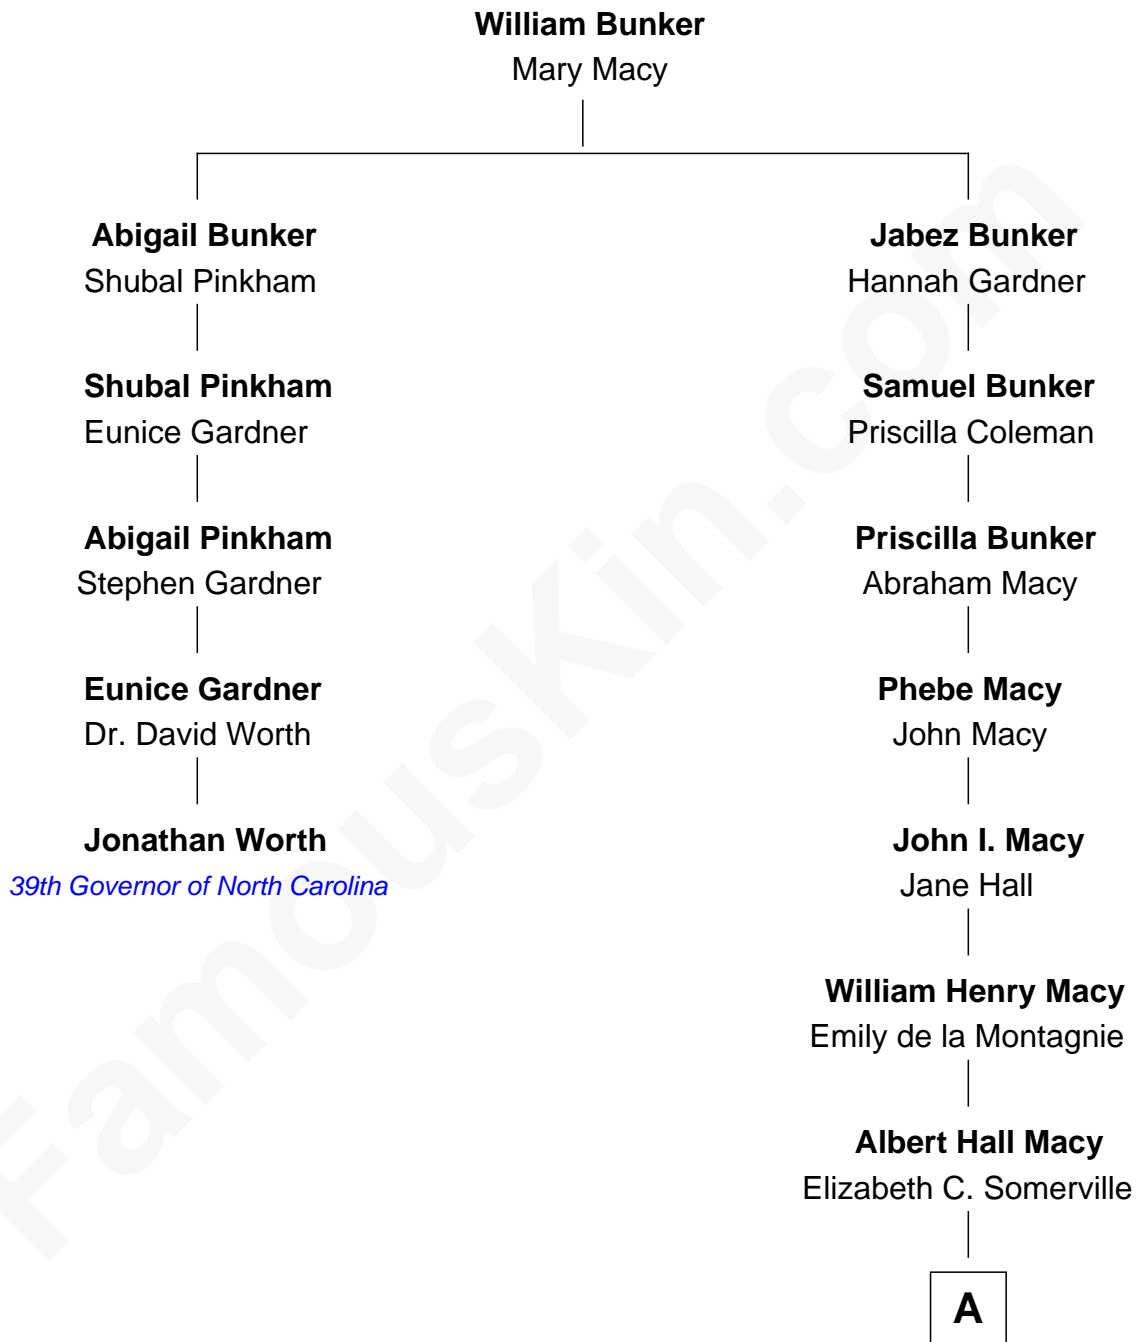 William Bunker
Mary Macy
Abigail Bunker
Shubal Pinkham
Jabez Bunker
Hannah Gardner
Shubal Pinkham
Eunice Gardner
Samuel Bunker
Priscilla Coleman
Abigail Pinkham
Stephen Gardner
Priscilla Bunker
Abraham Macy
Eunice Gardner
Dr. David Worth
Phebe Macy
John Macy
Jonathan Worth
39th Governor of North Carolina
John I. Macy
Jane Hall
William Henry Macy
Emily de la Montagnie
Albert Hall Macy
Elizabeth C. Somerville
A
FamousKin.com